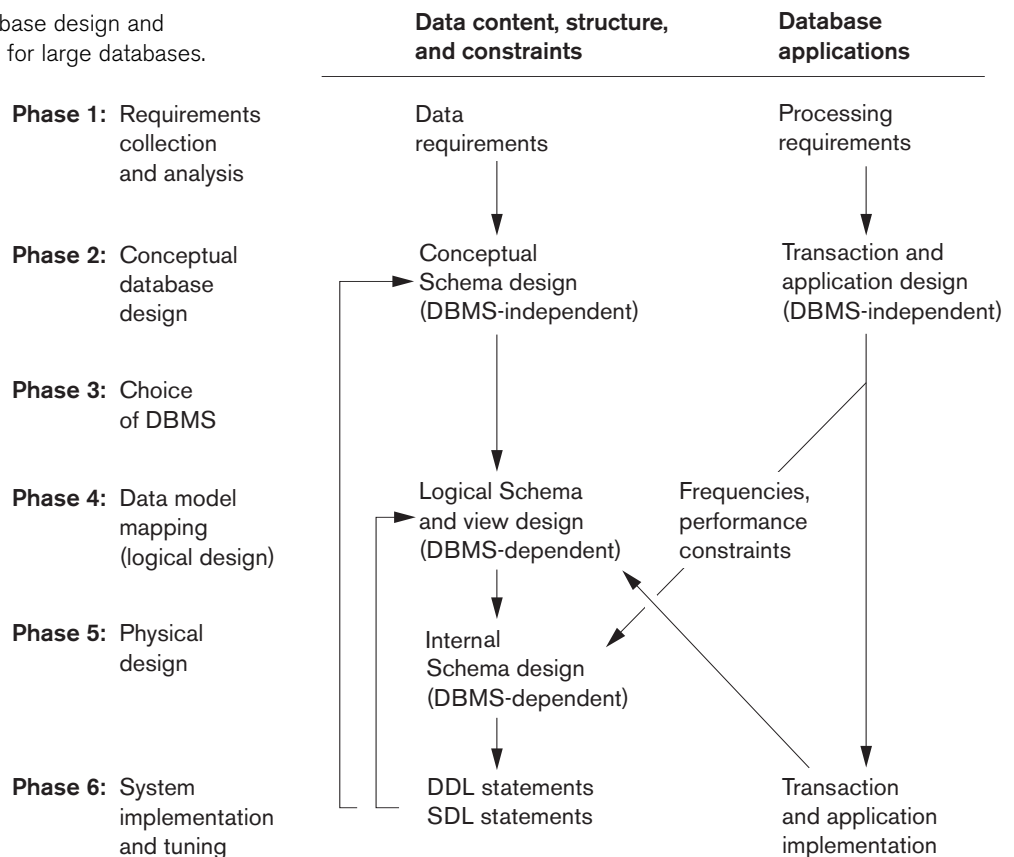 base design and
for large databases.
Data content, structure,
and constraints
Database
applications
Phase 1: Requirements
collection
and analysis
Data
requirements
Processing
requirements
Phase 2: Conceptual
database
design
Conceptual
Schema design
(DBMS-independent)
Transaction and
application design
(DBMS-independent)
Phase 3: Choice
of DBMS
Phase 4: Data model
mapping
(logical design)
Logical Schema
and view design
(DBMS-dependent)
Frequencies,
performance
constraints
Phase 5: Physical
design
Internal
Schema design
(DBMS-dependent)
Phase 6: System
implementation
and tuning
DDL statements
SDL statements
Transaction
and application
implementation